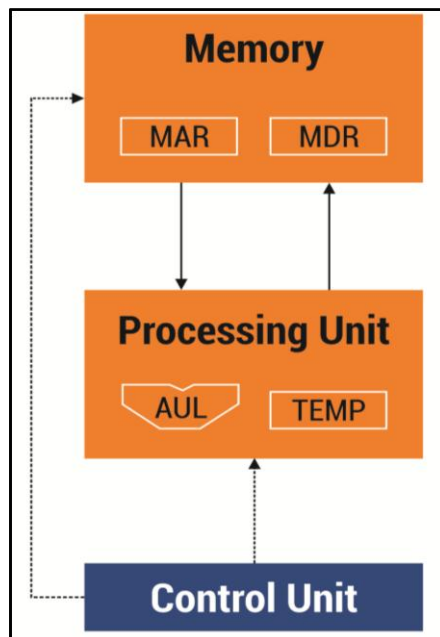 Memory
MAR MDR
Processing Unit
AUL TEMP
Control Unit